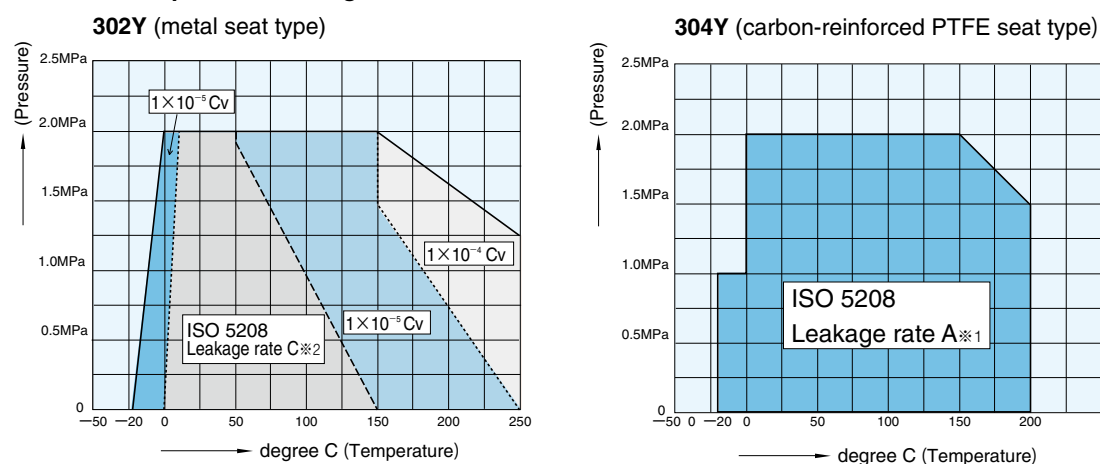 302Y (metal seat type)
(Pressure)
2.5MPa
2.0MPa
1.5MPa
1.0MPa
0.5MPa
0
1×10⁻⁵ Cv
1×10⁻⁴ Cv
1×10⁻⁵ Cv
ISO 5208
Leakage rate C※2
−50 −20 0 50 100 150 200 250
degree C (Temperature)
304Y (carbon-reinforced PTFE seat type)
(Pressure)
2.5MPa
2.0MPa
1.5MPa
1.0MPa
0.5MPa
0
ISO 5208
Leakage rate A※1
−50 0 −20 0 50 100 150 200 250
degree C (Temperature)